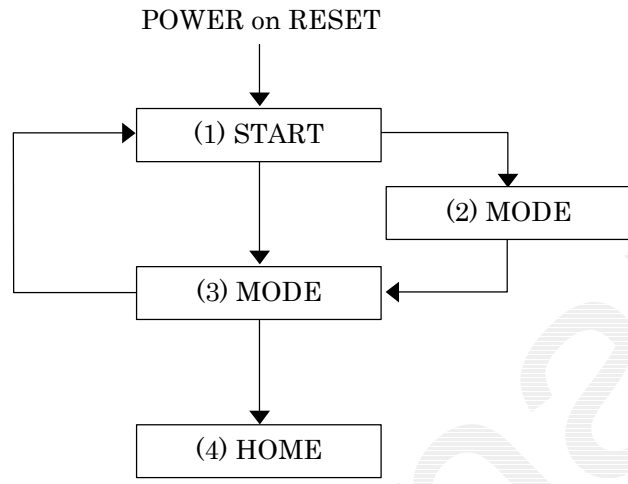 POWER on RESET
(1) START
(2) MODE
(3) MODE
(4) HOME